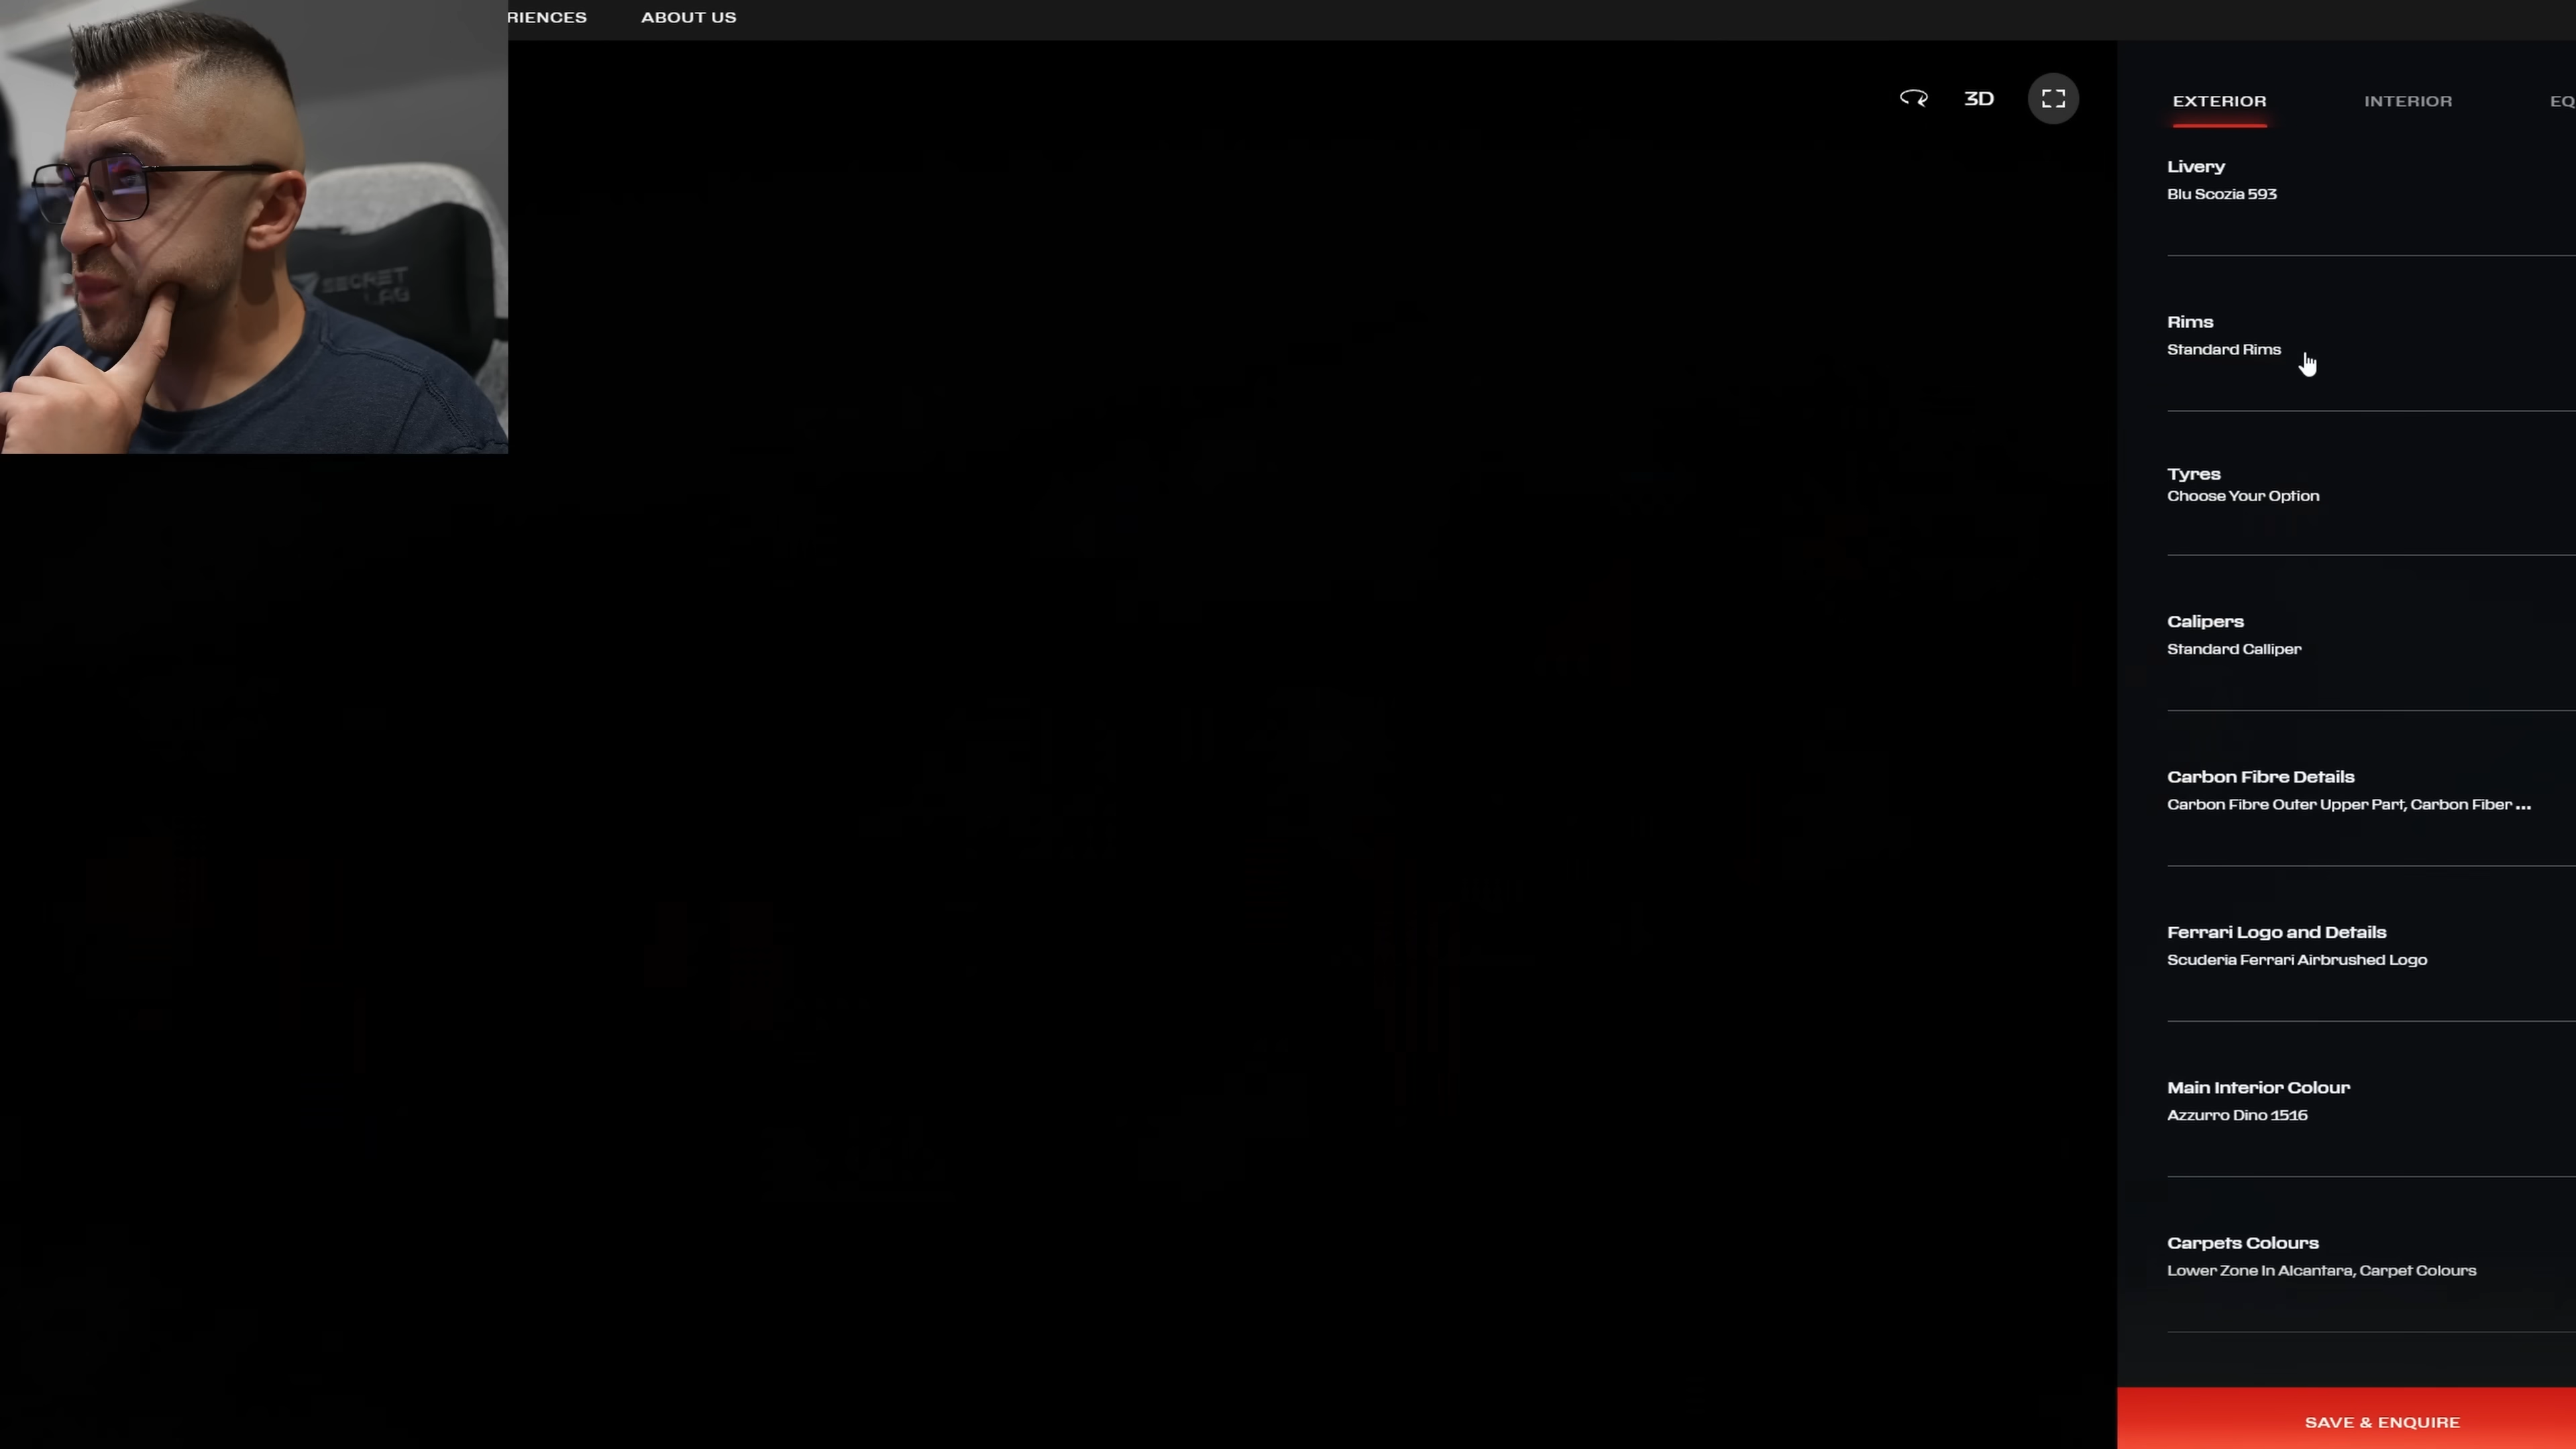 RIENCES
ABOUT US
SECRET
LAB
3D
EXTERIOR
INTERIOR
EQ
Livery
Blu Scozia 593
Rims
Standard Rims
Tyres
Choose Your Option
Calipers
Standard Calliper
Carbon Fibre Details
Carbon Fibre Outer Upper Part, Carbon Fiber ...
Ferrari Logo and Details
Scuderia Ferrari Airbrushed Logo
Main Interior Colour
Azzurro Dino 1516
Carpets Colours
Lower Zone In Alcantara, Carpet Colours
SAVE & ENQUIRE